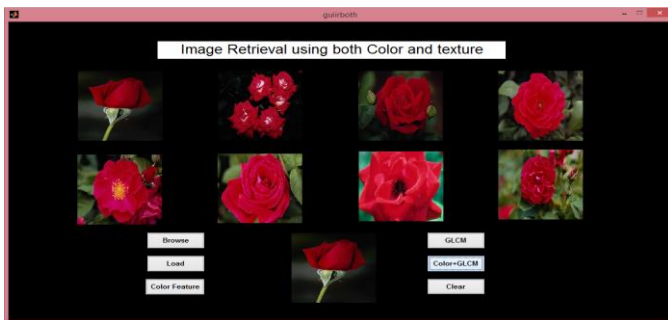 guiirboth
Image Retrieval using both Color and texture
Browse
GLCM
Load
Color+GLCM
Color Feature
Clear